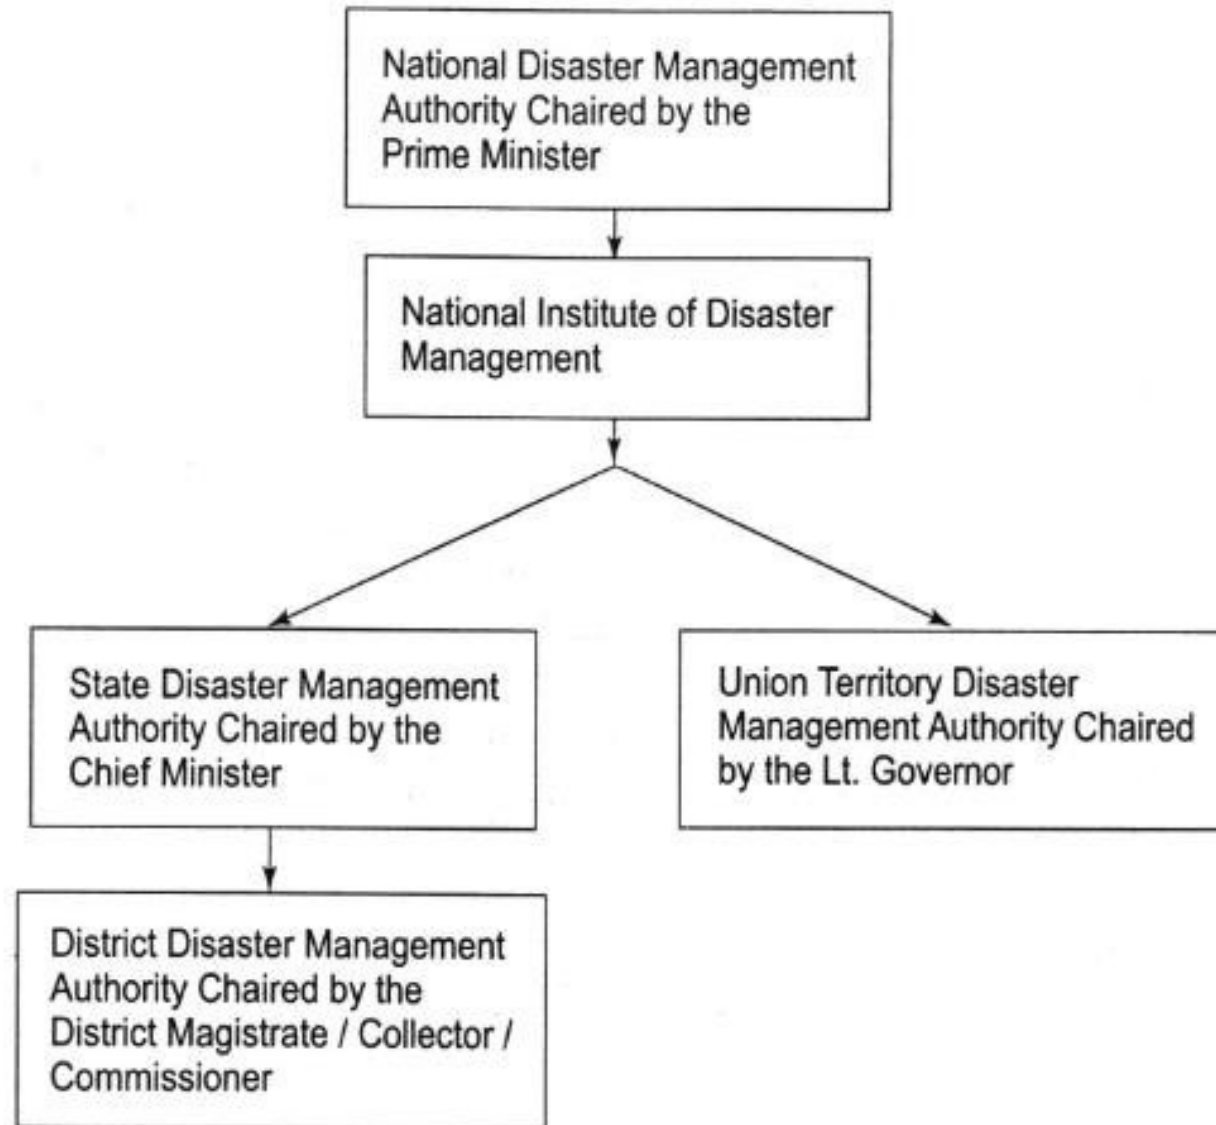 National Disaster Management
Authority Chaired by the
Prime Minister
National Institute of Disaster
Management
State Disaster Management
Authority Chaired by the
Chief Minister
Union Territory Disaster
Management Authority Chaired
by the Lt. Governor
District Disaster Management
Authority Chaired by the
District Magistrate / Collector /
Commissioner